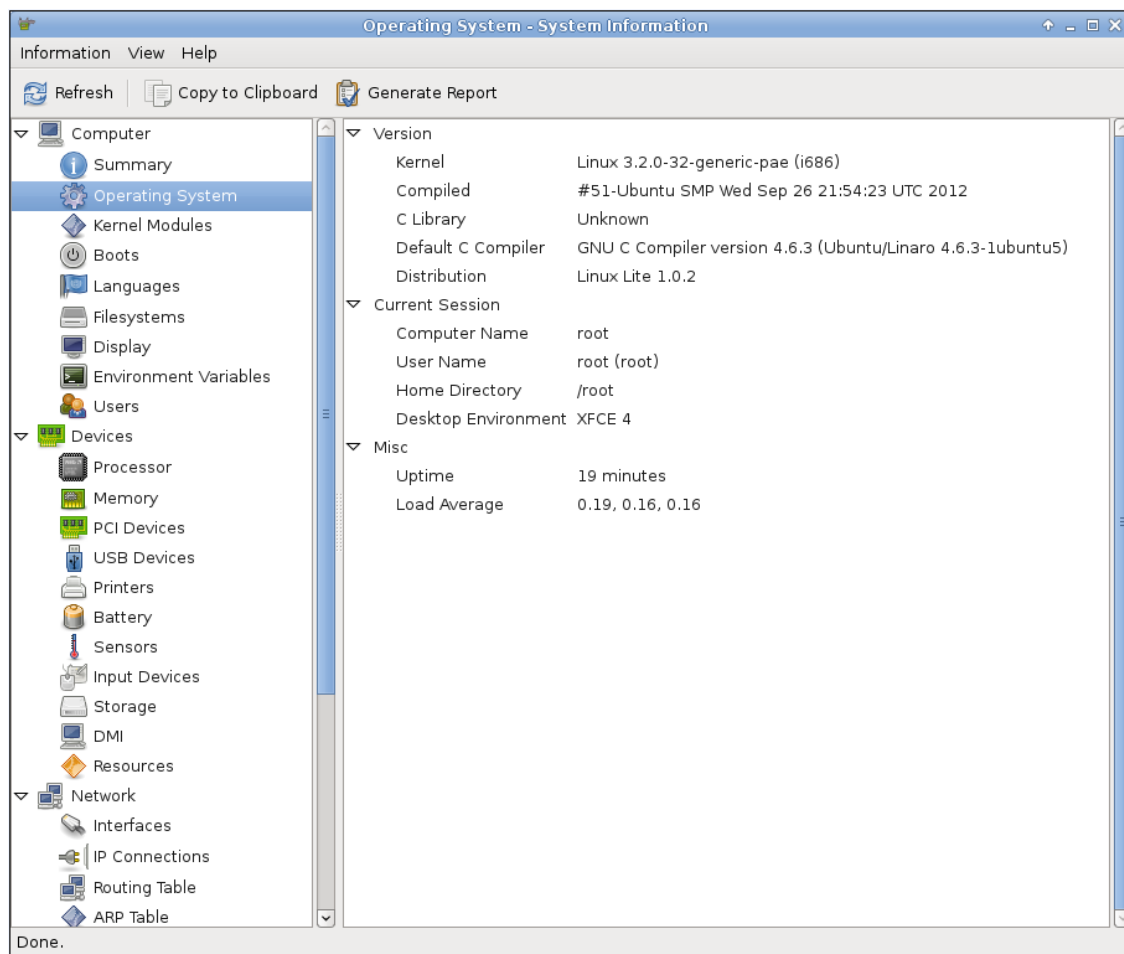 Operating System - System Information
Information View Help
Refresh Copy to Clipboard Generate Report
Computer
Summary
Operating System
Kernel Modules
Boots
Languages
Filesystems
Display
Environment Variables
Users
Devices
Processor
Memory
PCI Devices
USB Devices
Printers
Battery
Sensors
Input Devices
Storage
DMI
Resources
Network
Interfaces
IP Connections
Routing Table
ARP Table
Version
Kernel Linux 3.2.0-32-generic-pae (i686)
Compiled #51-Ubuntu SMP Wed Sep 26 21:54:23 UTC 2012
C Library Unknown
Default C Compiler GNU C Compiler version 4.6.3 (Ubuntu/Linaro 4.6.3-1ubuntu5)
Distribution Linux Lite 1.0.2
Current Session
Computer Name root
User Name root (root)
Home Directory /root
Desktop Environment XFCE 4
Misc
Uptime 19 minutes
Load Average 0.19, 0.16, 0.16
Done.